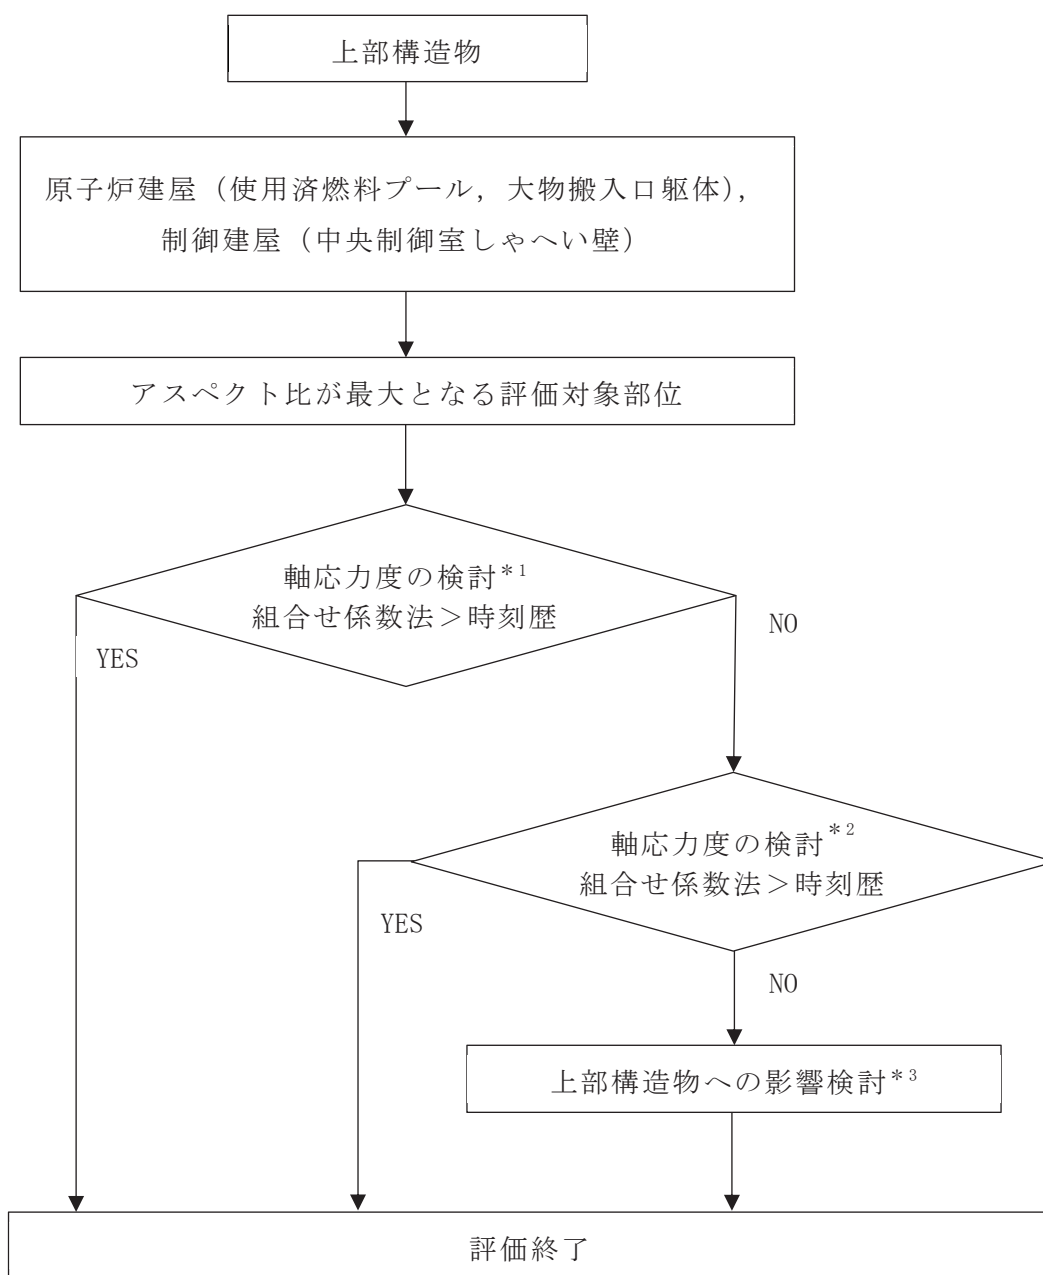 上部構造物
原子炉建屋（使用済燃料プール，大物搬入口躯体），
制御建屋（中央制御室しゃへい壁）
アスペクト比が最大となる評価対象部位
軸応力度の検討*1
組合せ係数法＞時刻歴
YES
NO
軸応力度の検討*2
組合せ係数法＞時刻歴
YES
NO
上部構造物への影響検討*3
評価終了